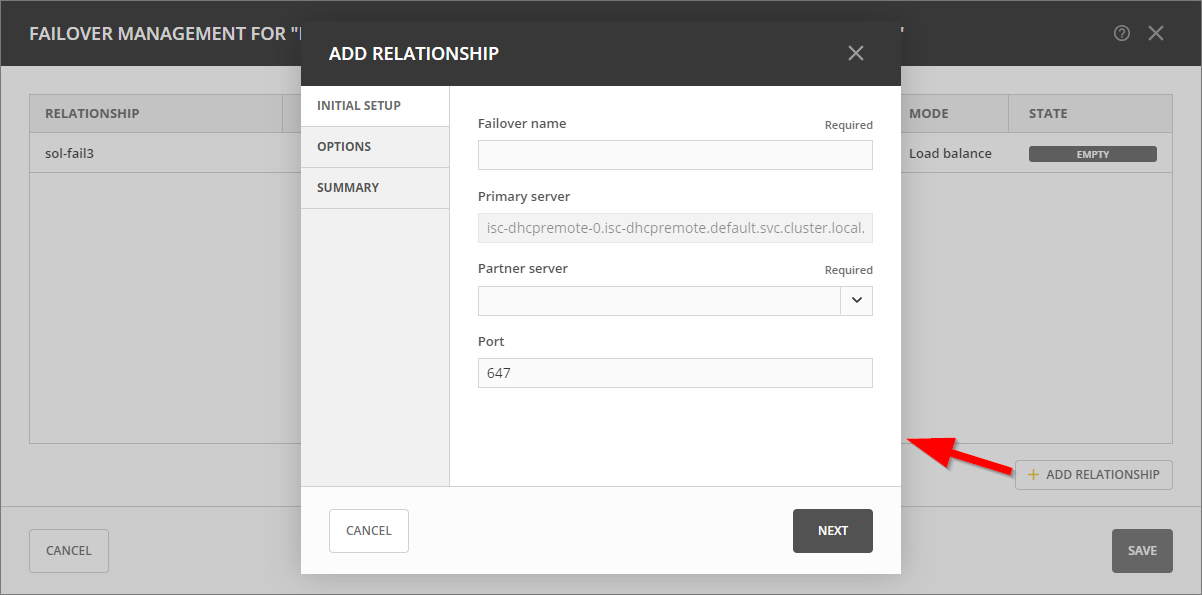 FAILOVER MANAGEMENT FOR "
ADD RELATIONSHIP
RELATIONSHIP
MODE
STATE
sol-fail3
Load balance
EMPTY
INITIAL SETUP
OPTIONS
SUMMARY
Failover name
Required
Primary server
isc-dhcpremote-0.isc-dhcpremote.default.svc.cluster.local.
Partner server
Required
Port
647
+ ADD RELATIONSHIP
CANCEL
NEXT
CANCEL
SAVE